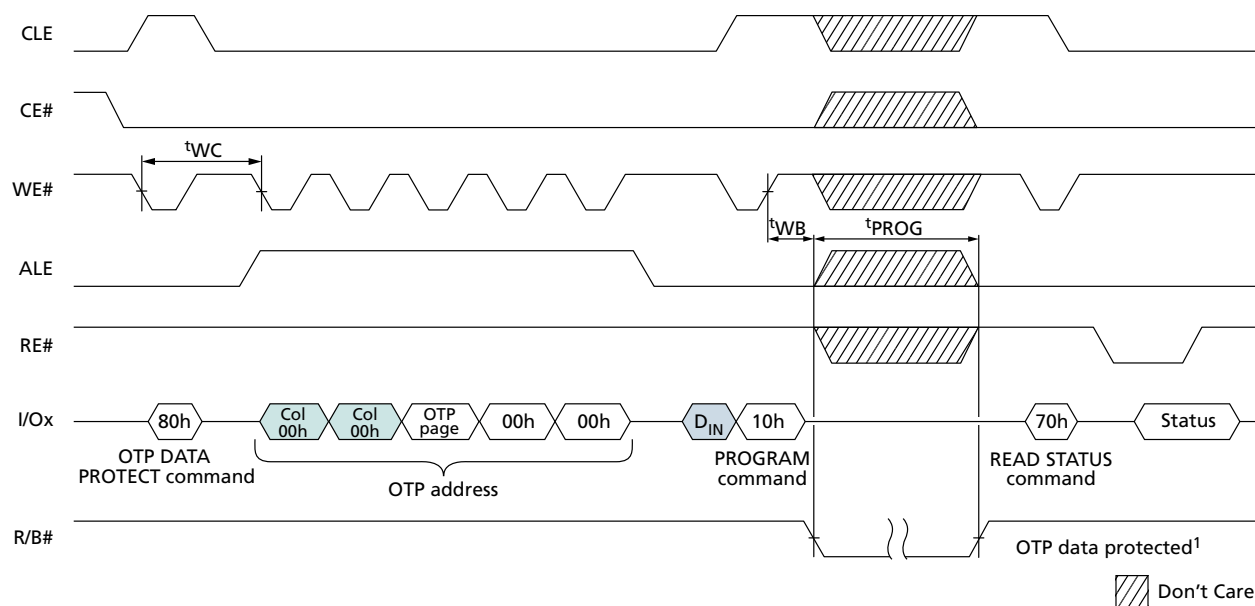 CLE
CE#
tWC
WE#
tWB
tPROG
ALE
RE#
I/Ox
80h
Col
00h
Col
00h
OTP
page
00h
00h
DIN
10h
70h
Status
OTP DATA
PROTECT command
OTP address
PROGRAM
command
READ STATUS
command
R/B#
OTP data protected1
Don't Care